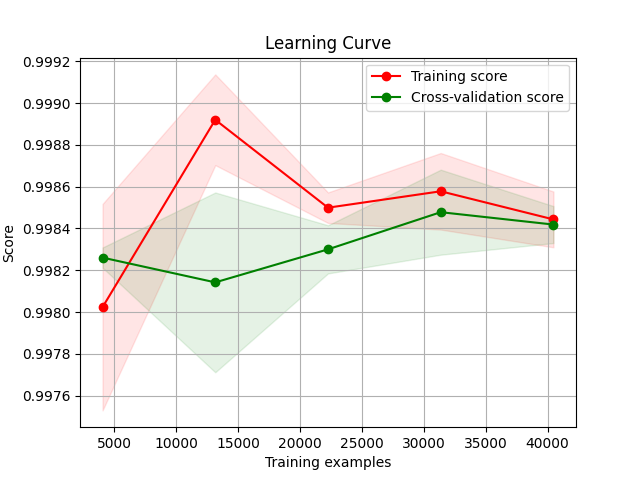 Learning Curve
Training score
Cross-validation score
0.9992
0.9990
0.9988
0.9986
0.9984
0.9982
0.9980
0.9978
0.9976
Score
5000 10000 15000 20000 25000 30000 35000 40000
Training examples